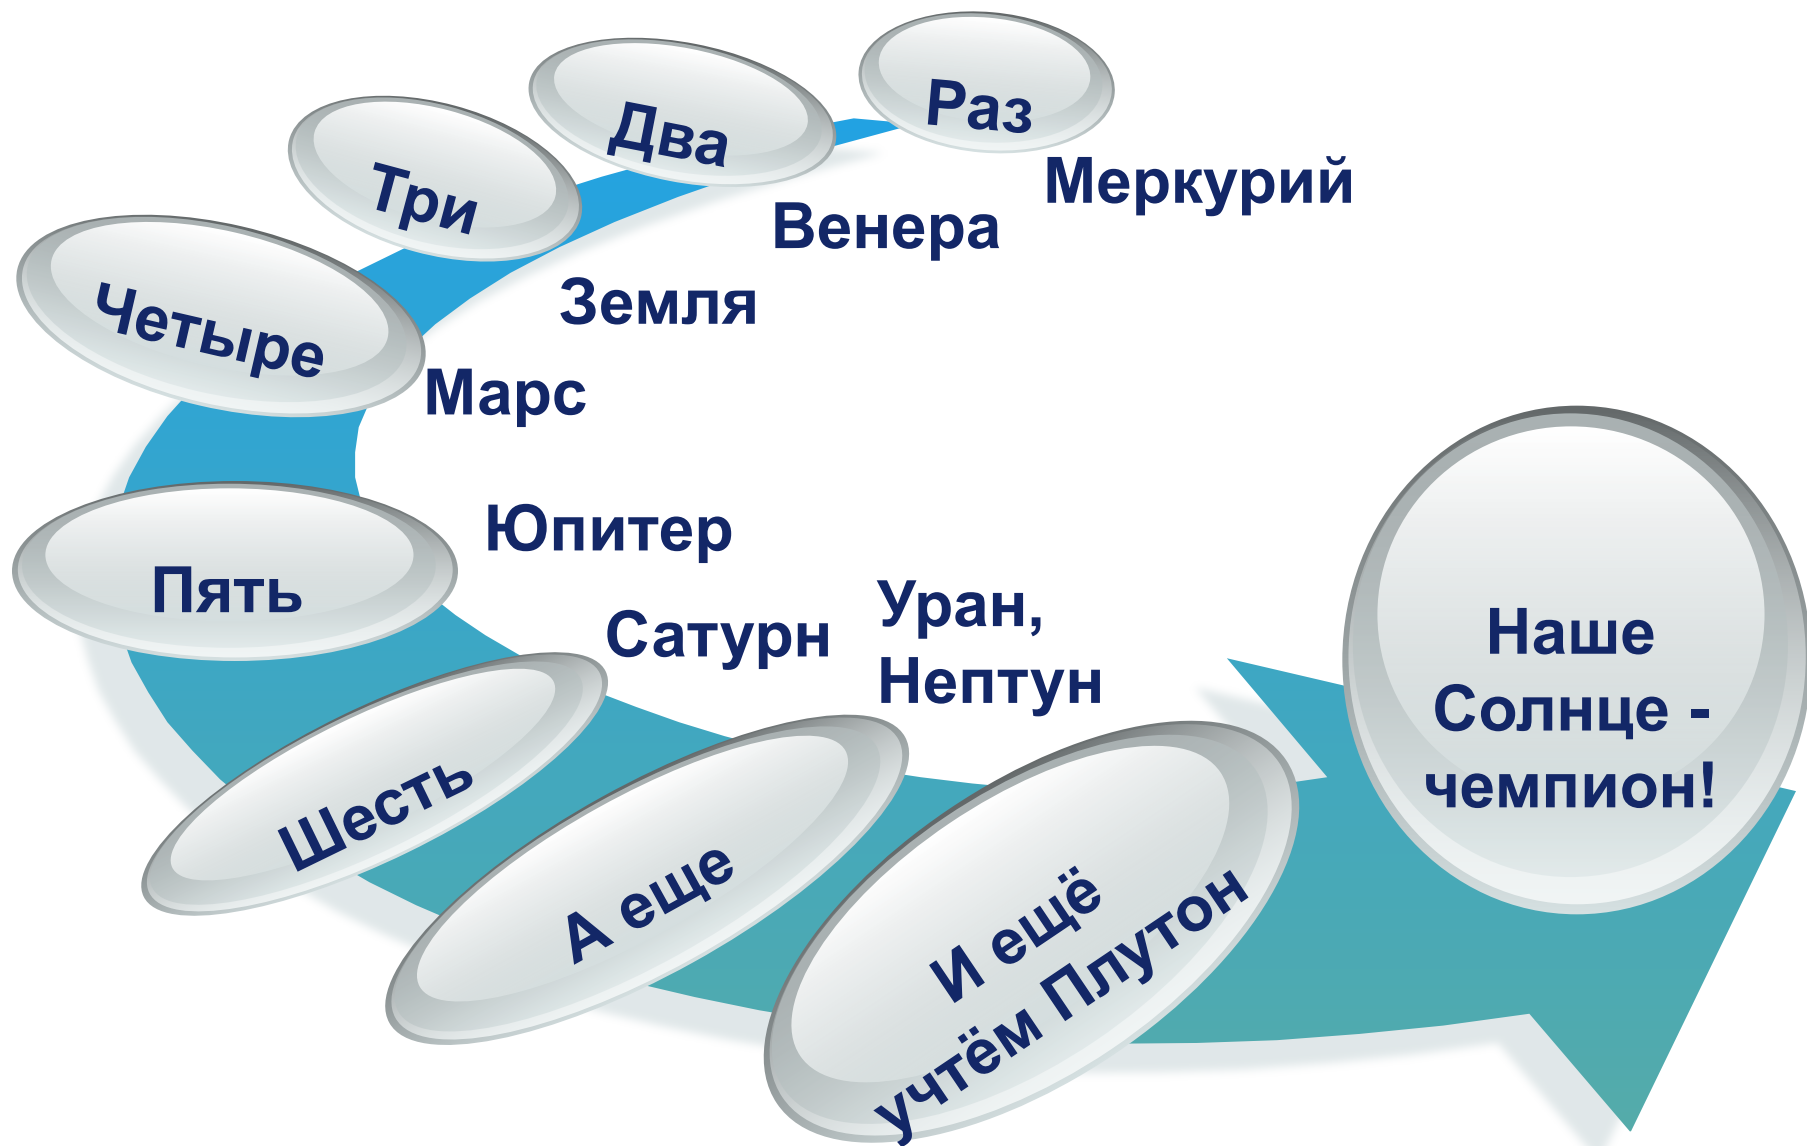 Раз
Меркурий
Два
Венера
Три
Земля
Четыре
Марс
Пять
Юпитер
Шесть
Сатурн
А еще
Уран,
Нептун
И ещё
учтём Плутон
Наше
Солнце -
чемпион!